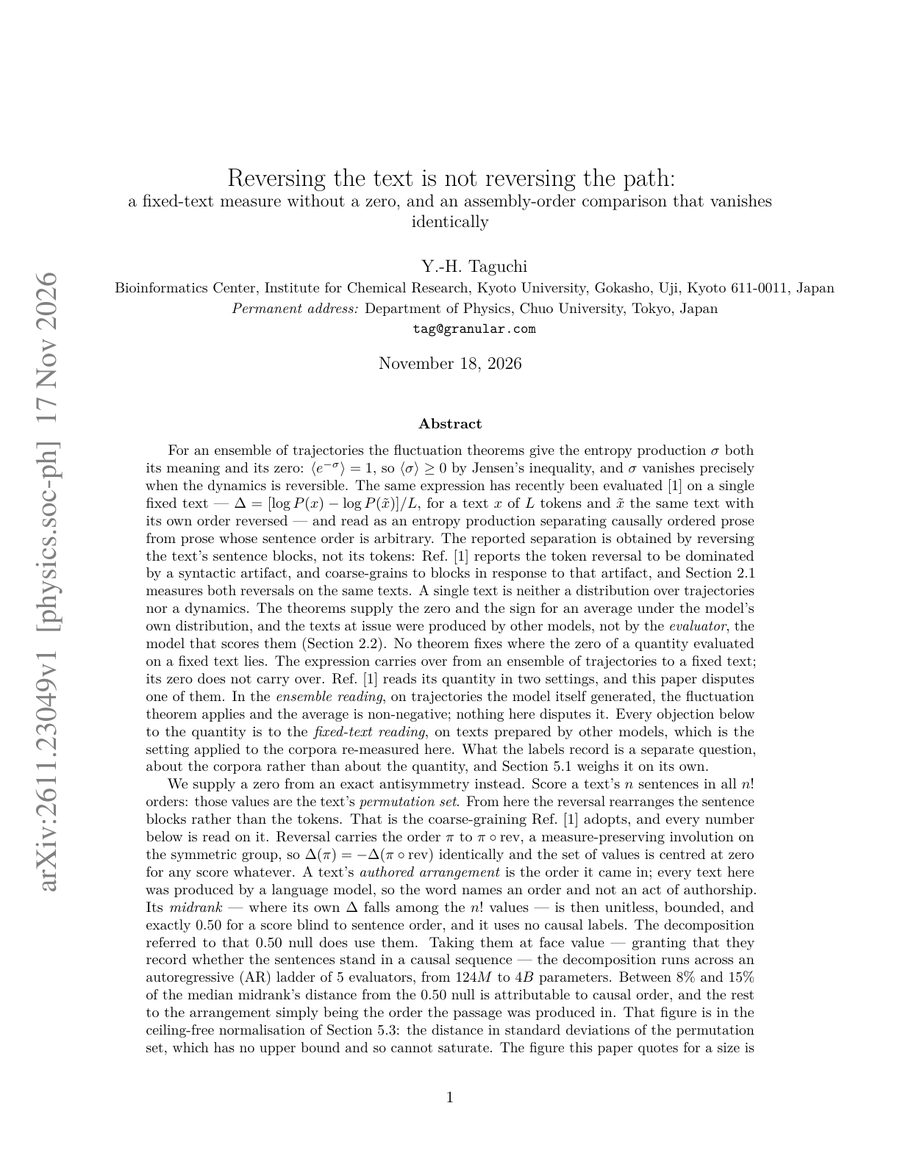 Reversing the text is not reversing the path:
a fixed-text measure without a zero, and an assembly-order comparison that vanishes
identically
Y.-H. Taguchi
Bioinformatics Center, Institute for Chemical Research, Kyoto University, Gokasho, Uji, Kyoto 611-0011, Japan
Permanent address: Department of Physics, Chuo University, Tokyo, Japan
tag@granular.com
November 18, 2026
arXiv:2611.23049v1 [physics.soc-ph] 17 Nov 2026
Abstract
For an ensemble of trajectories the fluctuation theorems give the entropy production σ both
its meaning and its zero: ⟨e^{−σ}⟩ = 1, so ⟨σ⟩ ≥ 0 by Jensen's inequality, and σ vanishes precisely
when the dynamics is reversible. The same expression has recently been evaluated [1] on a single
fixed text — Δ = [log P(x) − log P(x̃)]/L, for a text x of L tokens and x̃ the same text with
its own order reversed — and read as an entropy production separating causally ordered prose
from prose whose sentence order is arbitrary. The reported separation is obtained by reversing
the text's sentence blocks, not its tokens: Ref. [1] reports the token reversal to be dominated
by a syntactic artifact, and coarse-grains to blocks in response to that artifact, and Section 2.1
measures both reversals on the same texts. A single text is neither a distribution over trajectories
nor a dynamics. The theorems supply the zero and the sign for an average under the model's
own distribution, and the texts at issue were produced by other models, not by the evaluator, the
model that scores them (Section 2.2). No theorem fixes where the zero of a quantity evaluated
on a fixed text lies. The expression carries over from an ensemble of trajectories to a fixed text;
its zero does not carry over. Ref. [1] reads its quantity in two settings, and this paper disputes
one of them. In the ensemble reading, on trajectories the model itself generated, the fluctuation
theorem applies and the average is non-negative; nothing here disputes it. Every objection below
to the quantity is to the fixed-text reading, on texts prepared by other models, which is the
setting applied to the corpora re-measured here. What the labels record is a separate question,
about the corpora rather than about the quantity, and Section 5.1 weighs it on its own.
We supply a zero from an exact antisymmetry instead. Score a text's n sentences in all n!
orders: those values are the text's permutation set. From here the reversal rearranges the sentence
blocks rather than the tokens. That is the coarse-graining Ref. [1] adopts, and every number
below is read on it. Reversal carries the order π to π ∘ rev, a measure-preserving involution on
the symmetric group, so Δ(π) = −Δ(π ∘ rev) identically and the set of values is centred at zero
for any score whatever. A text's authored arrangement is the order it came in; every text here
was produced by a language model, so the word names an order and not an act of authorship.
Its midrank — where its own Δ falls among the n! values — is then unitless, bounded, and
exactly 0.50 for a score blind to sentence order, and it uses no causal labels. The decomposition
referred to that 0.50 null does use them. Taking them at face value — granting that they
record whether the sentences stand in a causal sequence — the decomposition runs across an
autoregressive (AR) ladder of 5 evaluators, from 124M to 4B parameters. Between 8% and 15%
of the median midrank's distance from the 0.50 null is attributable to causal order, and the rest
to the arrangement simply being the order the passage was produced in. That figure is in the
ceiling-free normalisation of Section 5.3: the distance in standard deviations of the permutation
set, which has no upper bound and so cannot saturate. The figure this paper quotes for a size is
1